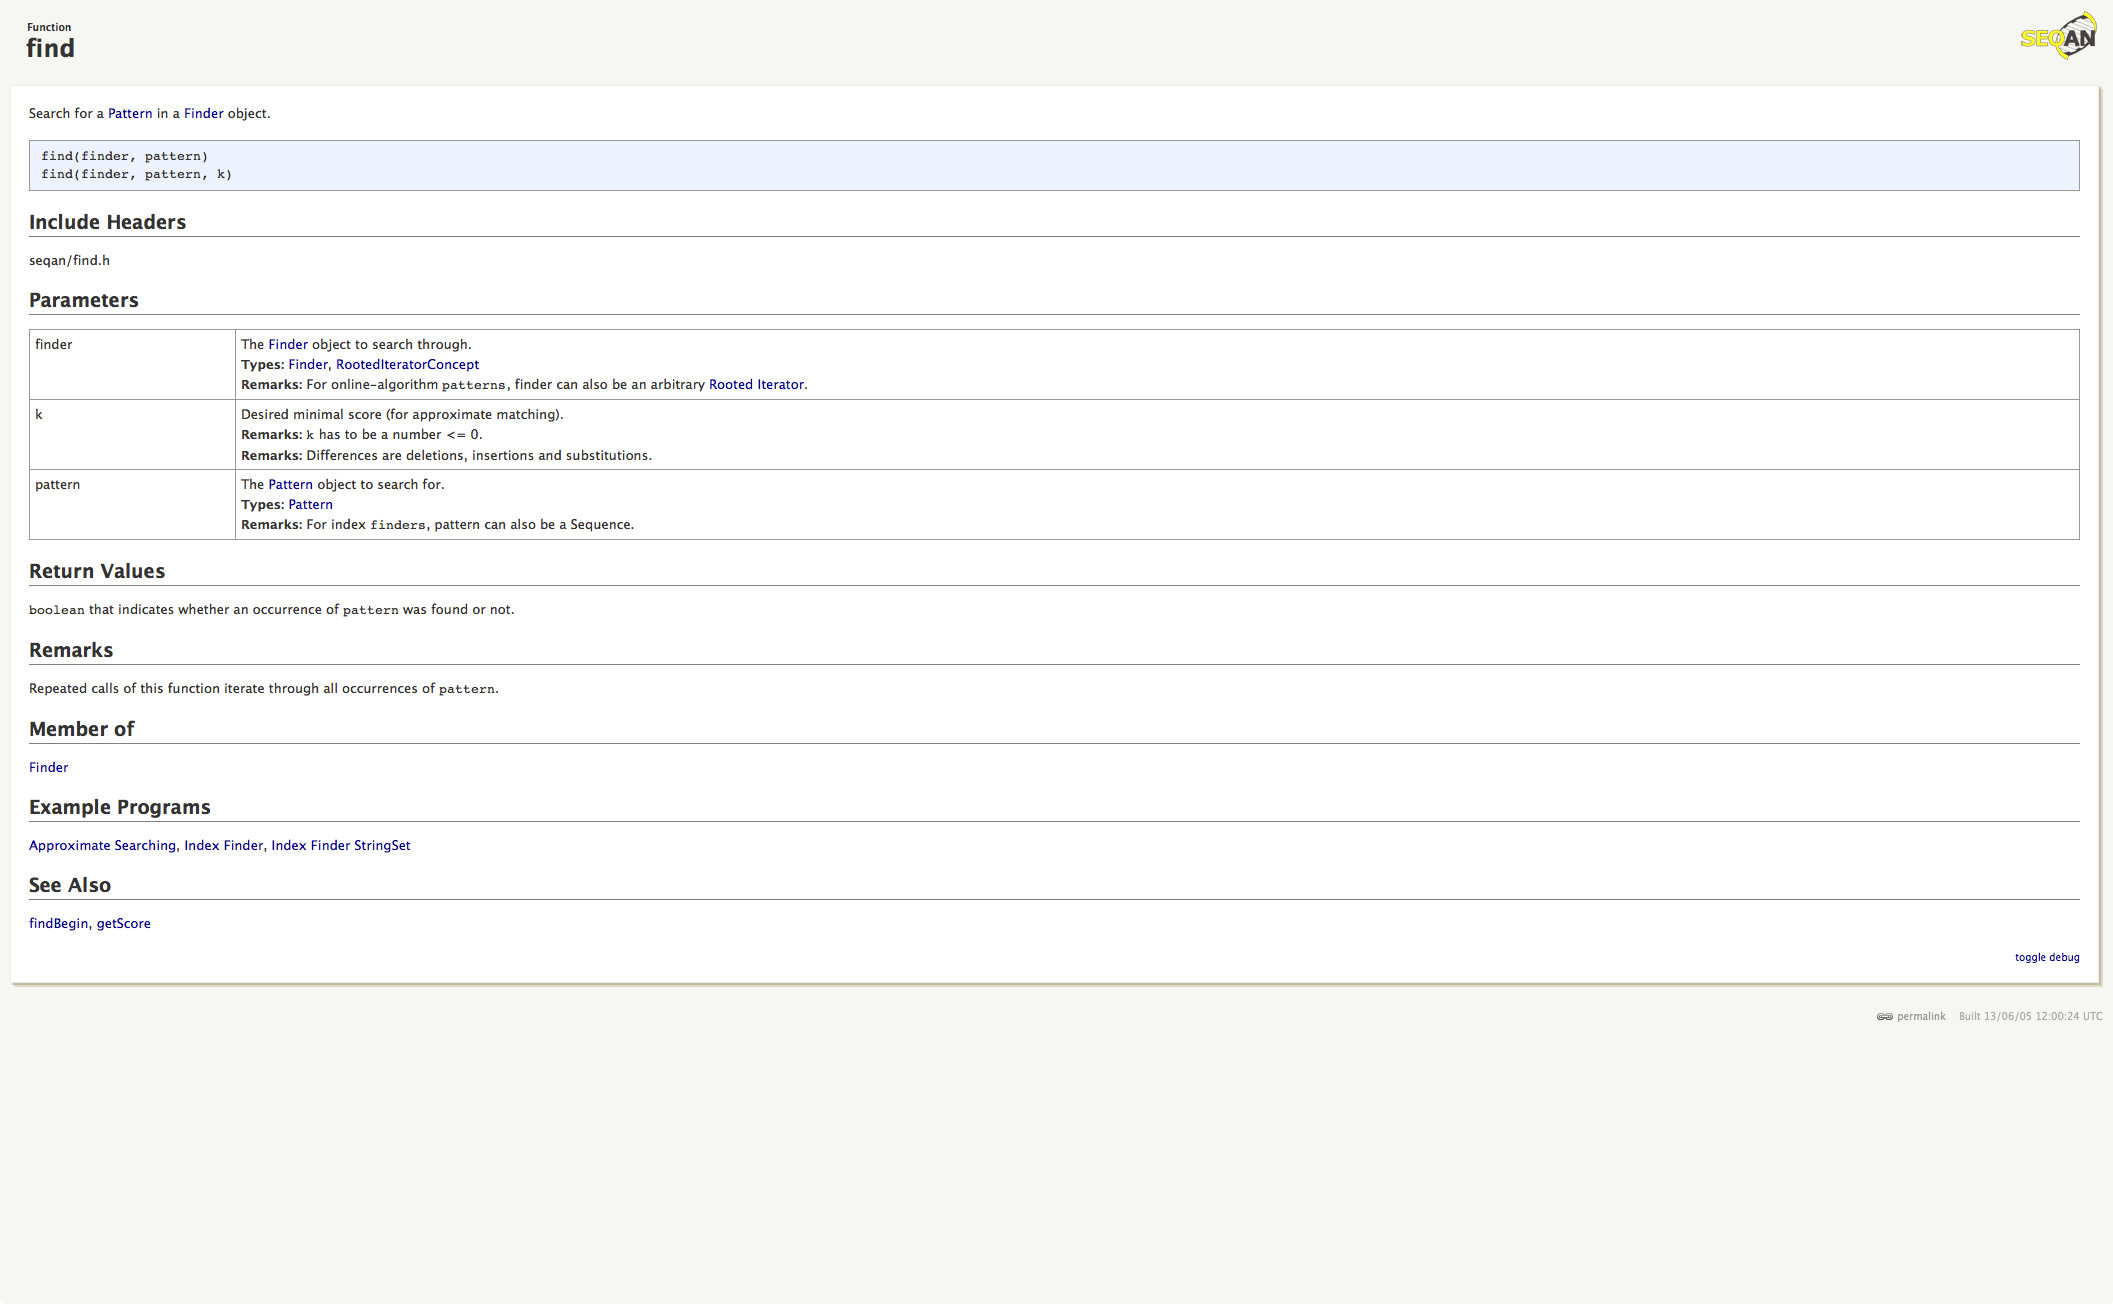 Function
find
SEQAN
Search for a Pattern in a Finder object.
find(finder, pattern)
find(finder, pattern, k)
Include Headers
seqan/find.h
Parameters
finder
The Finder object to search through.
Types: Finder, RootedIteratorConcept
Remarks: For online-algorithm patterns, finder can also be an arbitrary Rooted Iterator.
k
Desired minimal score (for approximate matching).
Remarks: k has to be a number <= 0.
Remarks: Differences are deletions, insertions and substitutions.
pattern
The Pattern object to search for.
Types: Pattern
Remarks: For index finders, pattern can also be a Sequence.
Return Values
boolean that indicates whether an occurrence of pattern was found or not.
Remarks
Repeated calls of this function iterate through all occurrences of pattern.
Member of
Finder
Example Programs
Approximate Searching, Index Finder, Index Finder StringSet
See Also
findBegin, getScore
toggle debug
permalink Built 13/06/05 12:00:24 UTC